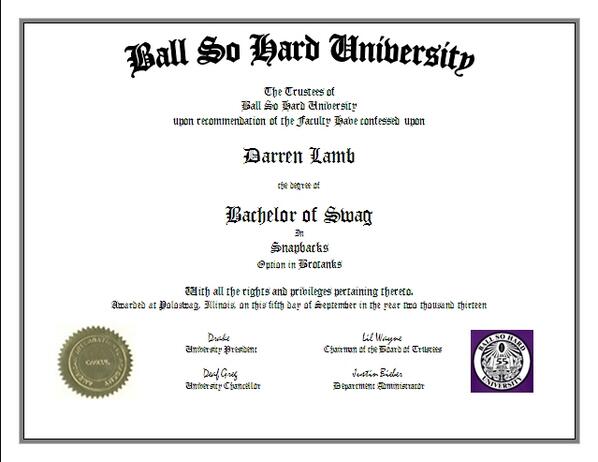 Ball So Hard University
The Trustees of
Ball So Hard University
upon recommendation of the Faculty Have confessed upon
Darren Lamb
the degree of
Bachelor of Swag
In
Snapbacks
Option in Brotanks
With all the rights and privileges pertaining thereto.
Awarded at Poloswag, Illinois, on this fifth day of September in the year two thousand thirteen
Drake
University President
Lil Wayne
Chairman of the Board of Trustees
Deaf Greg
University Chancellor
Justin Bieber
Department Administrator
BALL SO HARD
55
UNIVERSITY